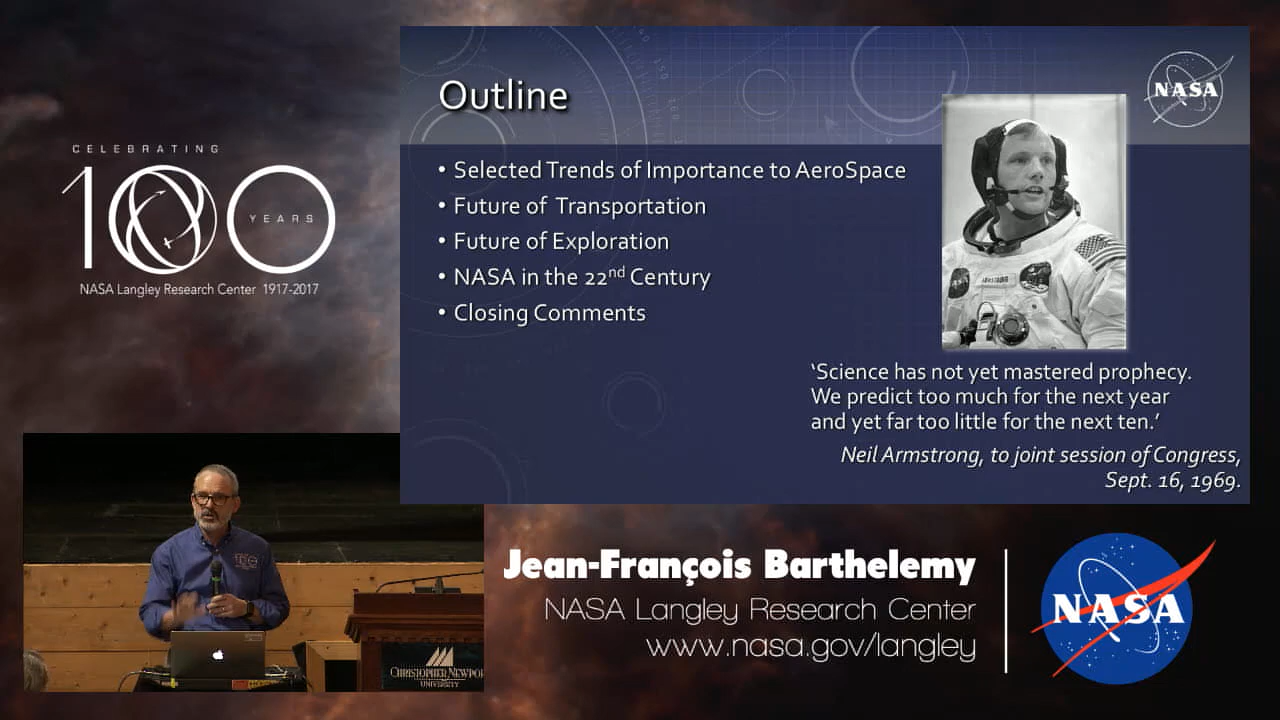 CELEBRATING
100
YEARS
NASA Langley Research Center 1917-2017
Outline
NASA
• Selected Trends of Importance to AeroSpace
• Future of Transportation
• Future of Exploration
• NASA in the 22nd Century
• Closing Comments
ARMSTRONG
‘Science has not yet mastered prophecy.
We predict too much for the next year
and yet far too little for the next ten.’
Neil Armstrong, to joint session of Congress,
Sept. 16, 1969.
CHRISTOPHER NEWPO
UNIVERSITY
Jean-François Barthelemy
NASA Langley Research Center
www.nasa.gov/langley
NASA